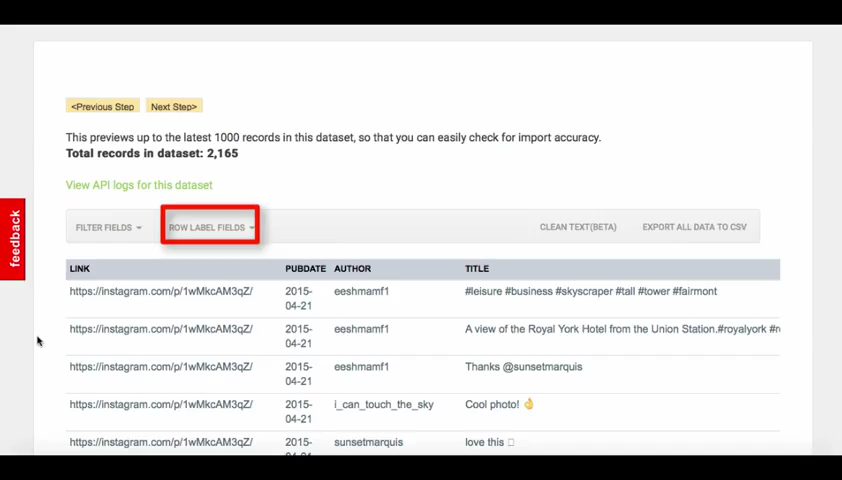 <Previous Step Next Step>
This previews up to the latest 1000 records in this dataset, so that you can easily check for import accuracy.
Total records in dataset: 2,165
View API logs for this dataset
feedback
FILTER FIELDS ROW LABEL FIELDS CLEAN TEXT(BETA) EXPORT ALL DATA TO CSV
LINK PUBDATE AUTHOR TITLE
https://instagram.com/p/1wMkcAM3qZ/ 2015- eeshmamf1 #leisure #business #skyscraper #tall #tower #fairmont
04-21
https://instagram.com/p/1wMkcAM3qZ/ 2015- eeshmamf1 A view of the Royal York Hotel from the Union Station.#royalyork
04-21
https://instagram.com/p/1wMkcAM3qZ/ 2015- eeshmamf1 Thanks @sunsetmarquis
04-21
https://instagram.com/p/1wMkcAM3qZ/ 2015- i_can_touch_the_sky Cool photo! 👌
04-21
https://instagram.com/p/1wMkcAM3qZ/ 2015- sunsetmarquis love this